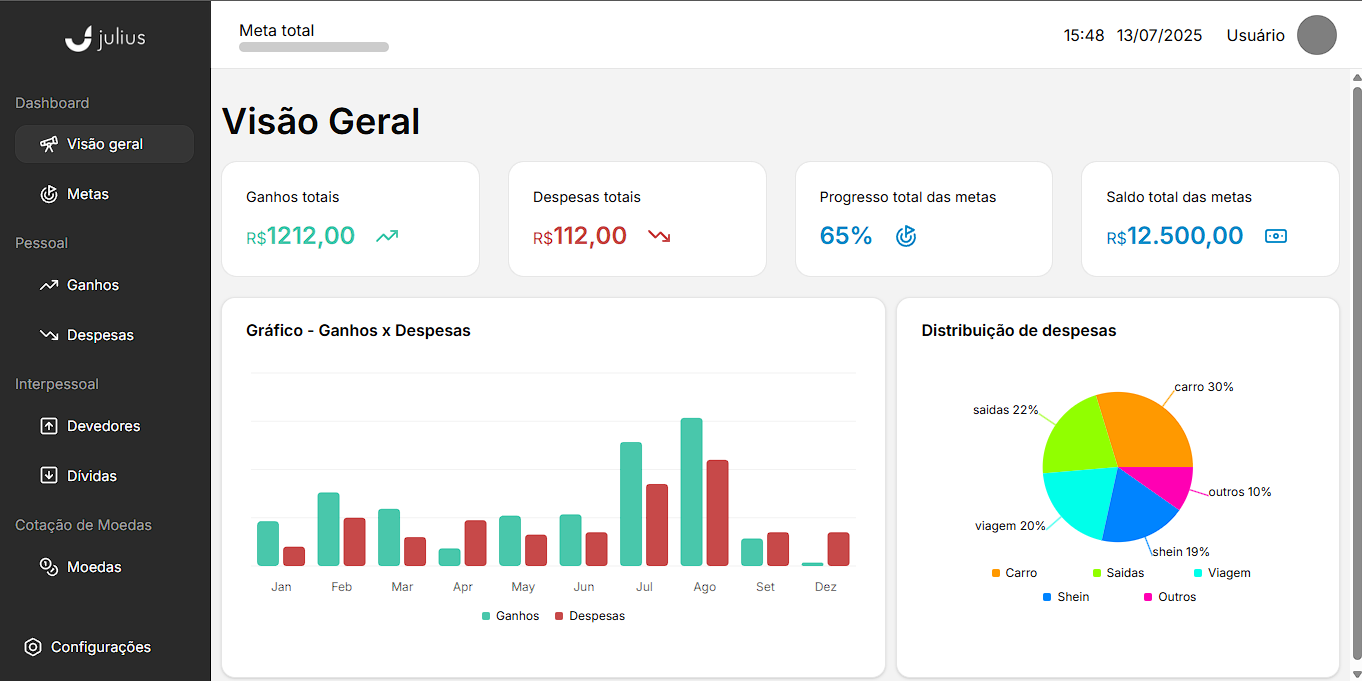 julius
Meta total
15:48 13/07/2025 Usuário
Dashboard
Visão geral
Metas
Pessoal
Ganhos
Despesas
Interpessoal
Devedores
Dívidas
Cotação de Moedas
Moedas
Configurações
Visão Geral
Ganhos totais
R$1212,00
Despesas totais
R$112,00
Progresso total das metas
65%
Saldo total das metas
R$12.500,00
Gráfico - Ganhos x Despesas
Jan Feb Mar Apr May Jun Jul Ago Set Dez
Ganhos Despesas
Distribuição de despesas
carro 30%
saidas 22%
outros 10%
viagem 20%
shein 19%
Carro Saidas Viagem
Shein Outros